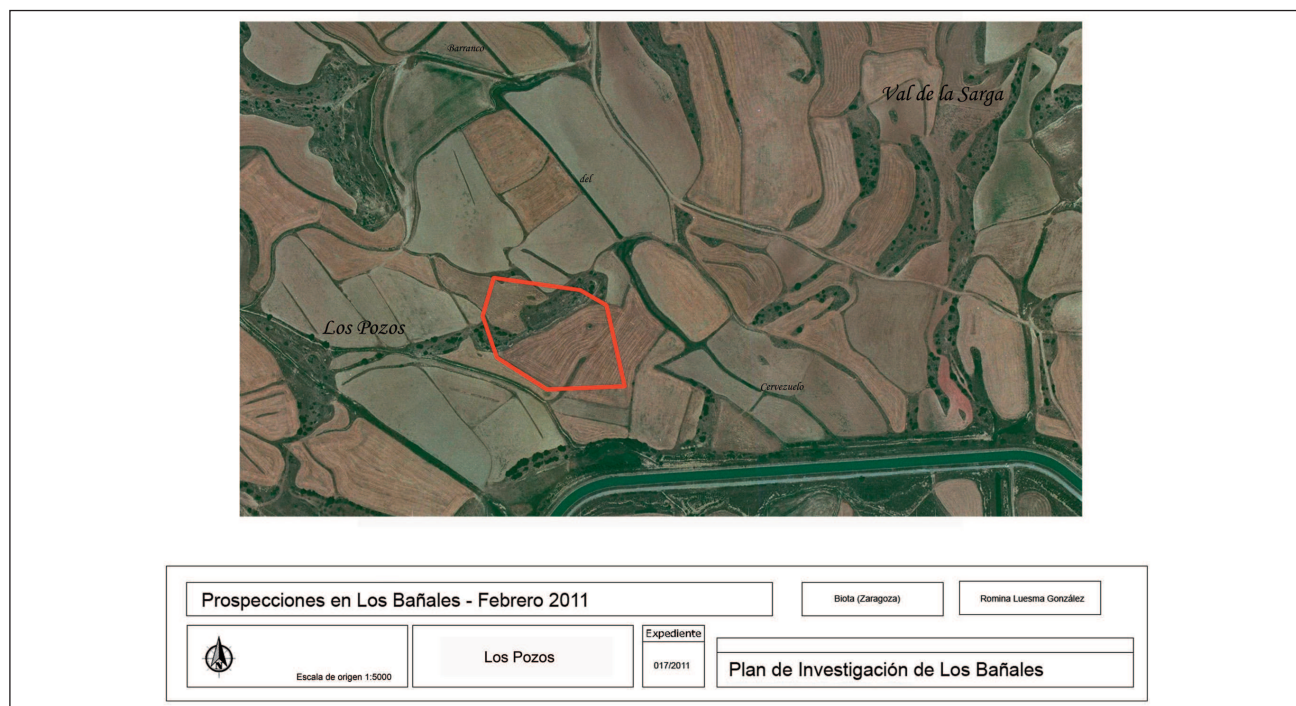 Barranco
Val de la Sarga
del
Los Pozos
Cervezuelo
Prospecciones en Los Bañales - Febrero 2011
Biota (Zaragoza)
Romina Luesma González
N
Escala de origen 1:5000
Los Pozos
Expediente
017/2011
Plan de Investigación de Los Bañales